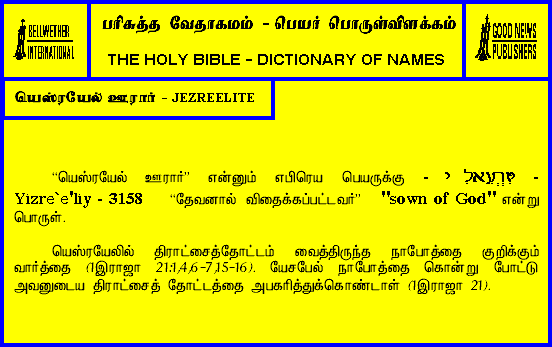 BELLWETHER
INTERNATIONAL
பரிசுத்த வேதாகமம் - பெயர் பொருள்விளக்கம்
THE HOLY BIBLE - DICTIONARY OF NAMES
GOOD NEWS
PUBLISHERS
யெஸ்ரயேல் ஊரார் - JEZREELITE
“யெஸ்ரயேல் ஊரார்” என்னும் எபிரெய பெயருக்கு - -
Yizre`e'liy - 3158 “தேவனால் விதைக்கப்பட்டவர்” "sown of God" என்று
பொருள்.
யெஸ்ரயேலில் திராட்சைத்தோட்டம் வைத்திருந்த நாபோத்தை குறிக்கும்
வார்த்தை (1இராஜா 21:1,4,6-7,15-16). யேசபேல் நாபோத்தை கொன்று போட்டு
அவனுடைய திராட்சைத் தோட்டத்தை அபகரித்துக்கொண்டாள் (1இராஜா 21).